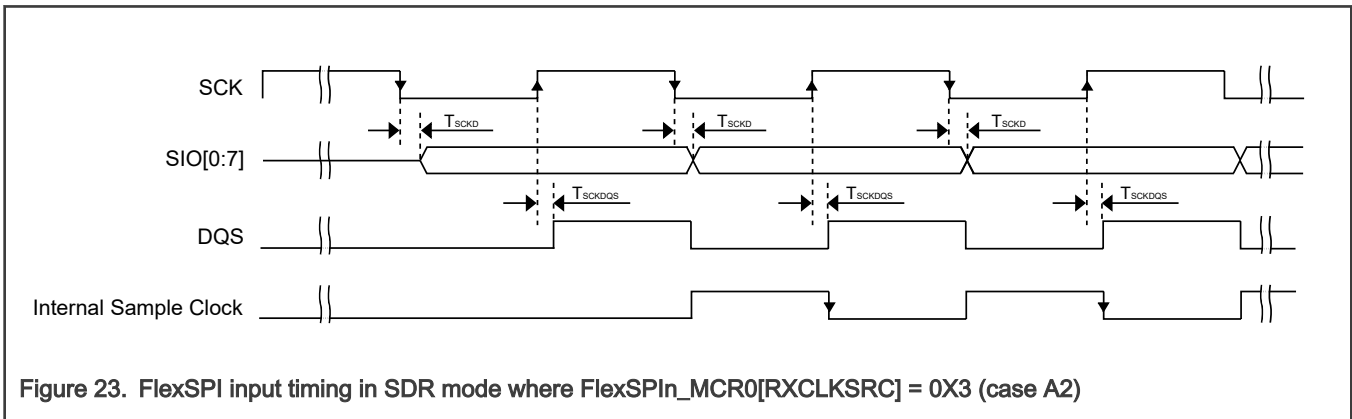 SCK
TSCKD TSCKD TSCKD
SIO[0:7]
TSCKDQS TSCKDQS TSCKDQS
DQS
Internal Sample Clock
Figure 23. FlexSPI input timing in SDR mode where FlexSPIn_MCR0[RXCLKSRC] = 0X3 (case A2)